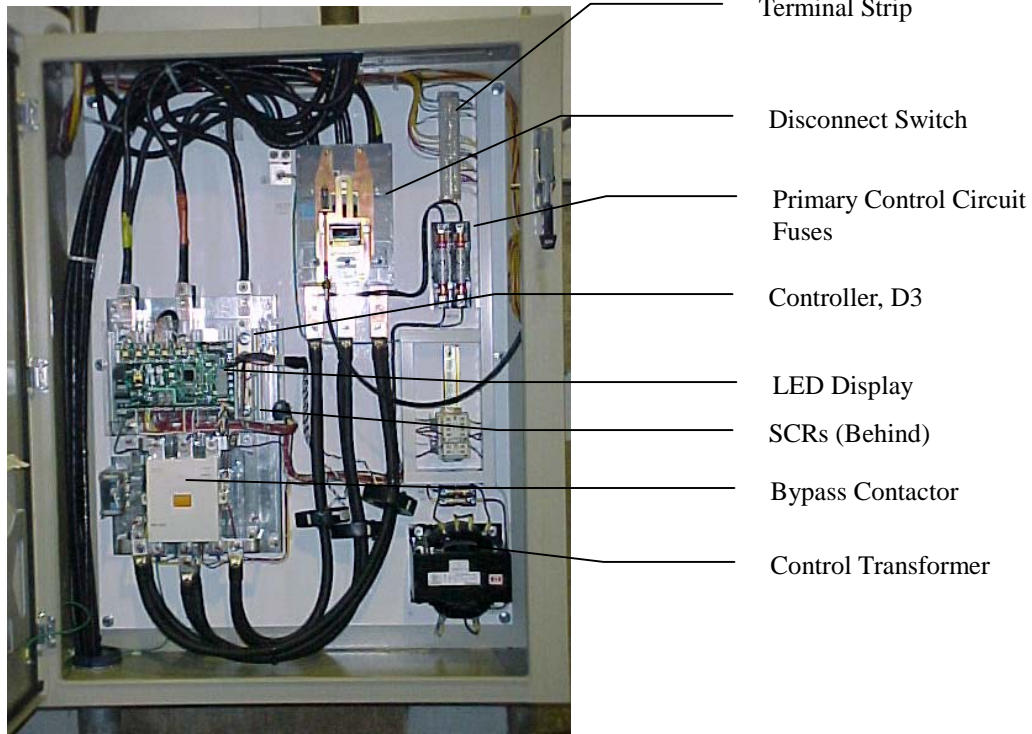 Terminal Strip
Disconnect Switch
Primary Control Circuit
Fuses
Controller, D3
LED Display
SCRs (Behind)
Bypass Contactor
Control Transformer